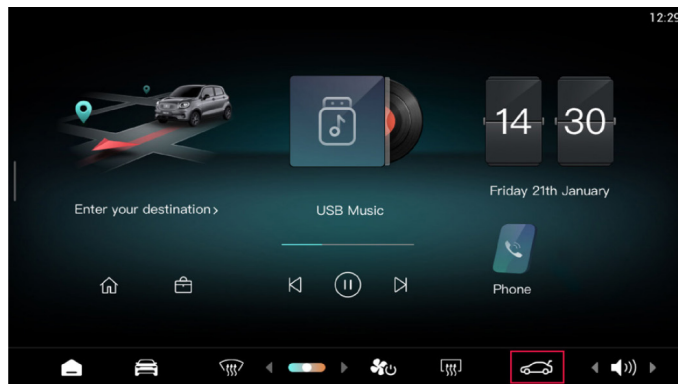 12:29
14 30
Friday 21th January
Enter your destination>
USB Music
Phone